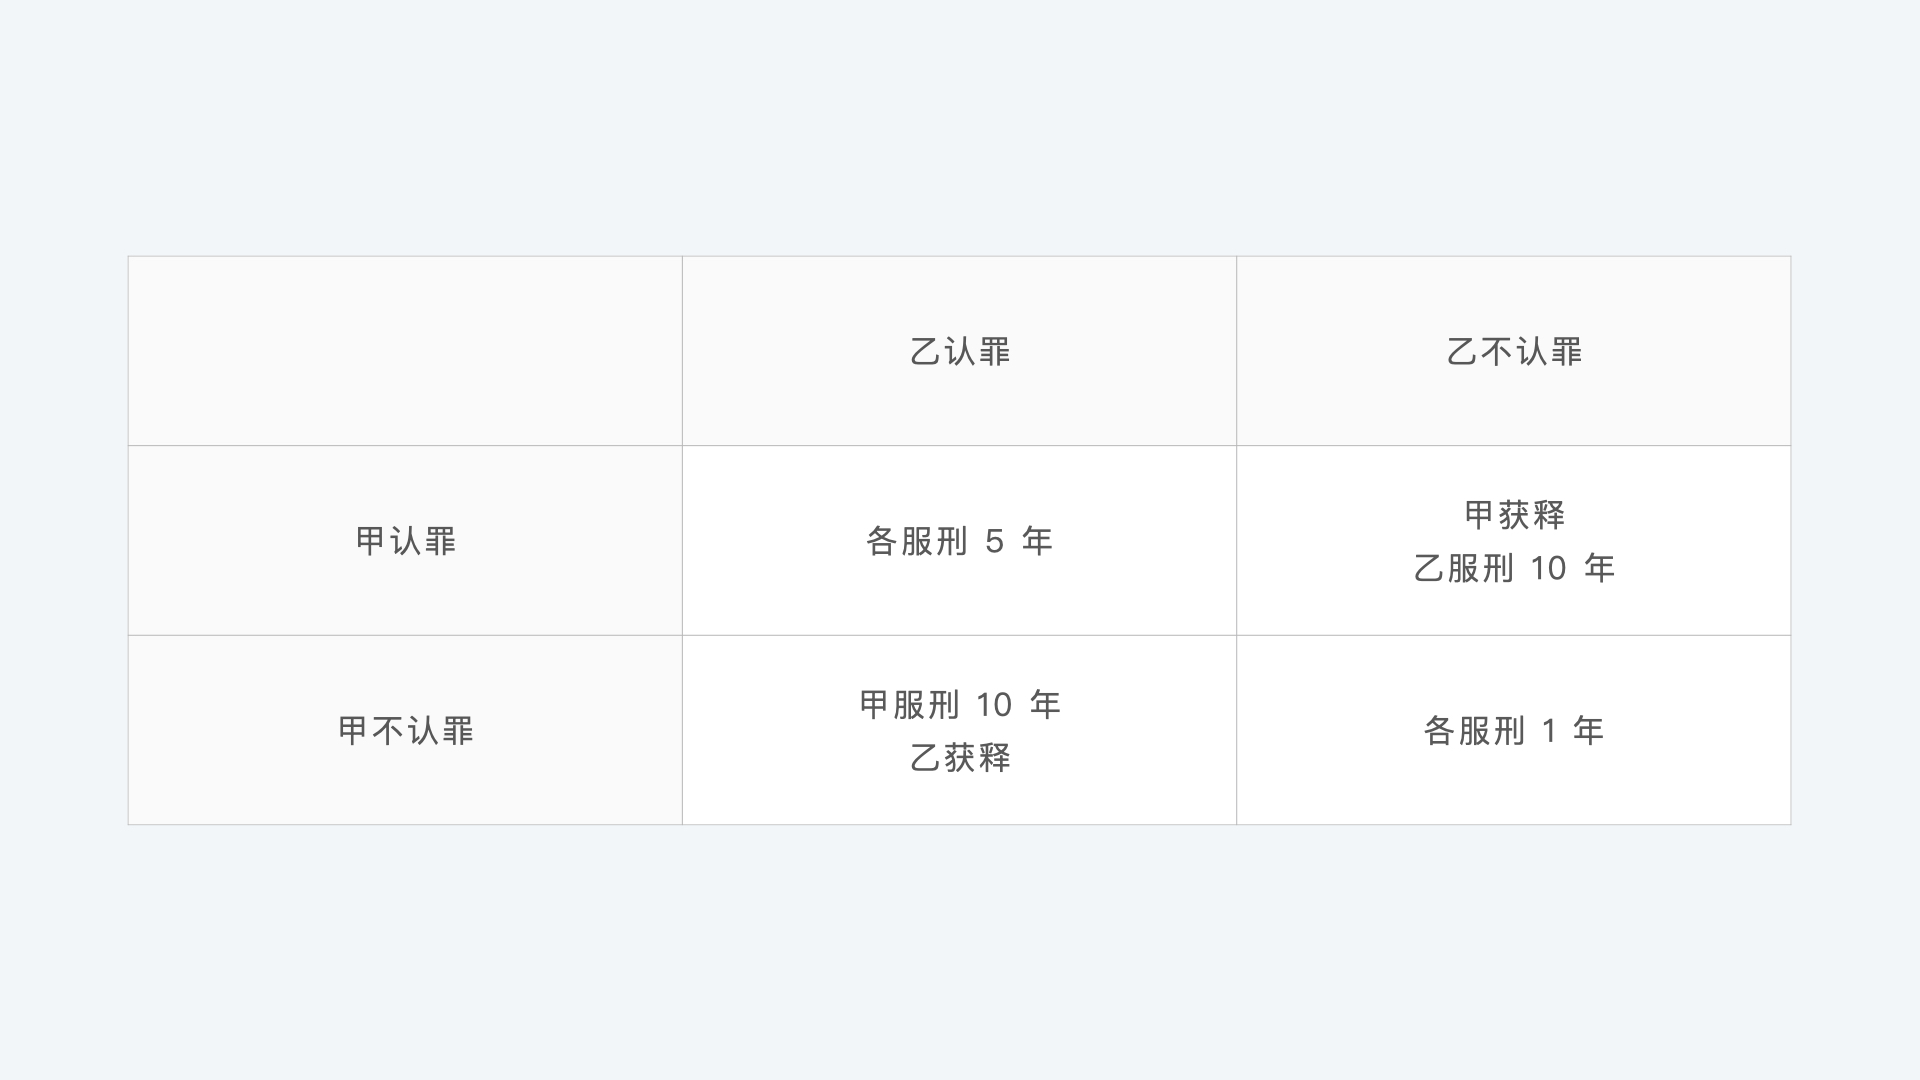 乙认罪
乙不认罪
甲认罪
各服刑 5 年
甲获释
乙服刑 10 年
甲不认罪
甲服刑 10 年
乙获释
各服刑 1 年